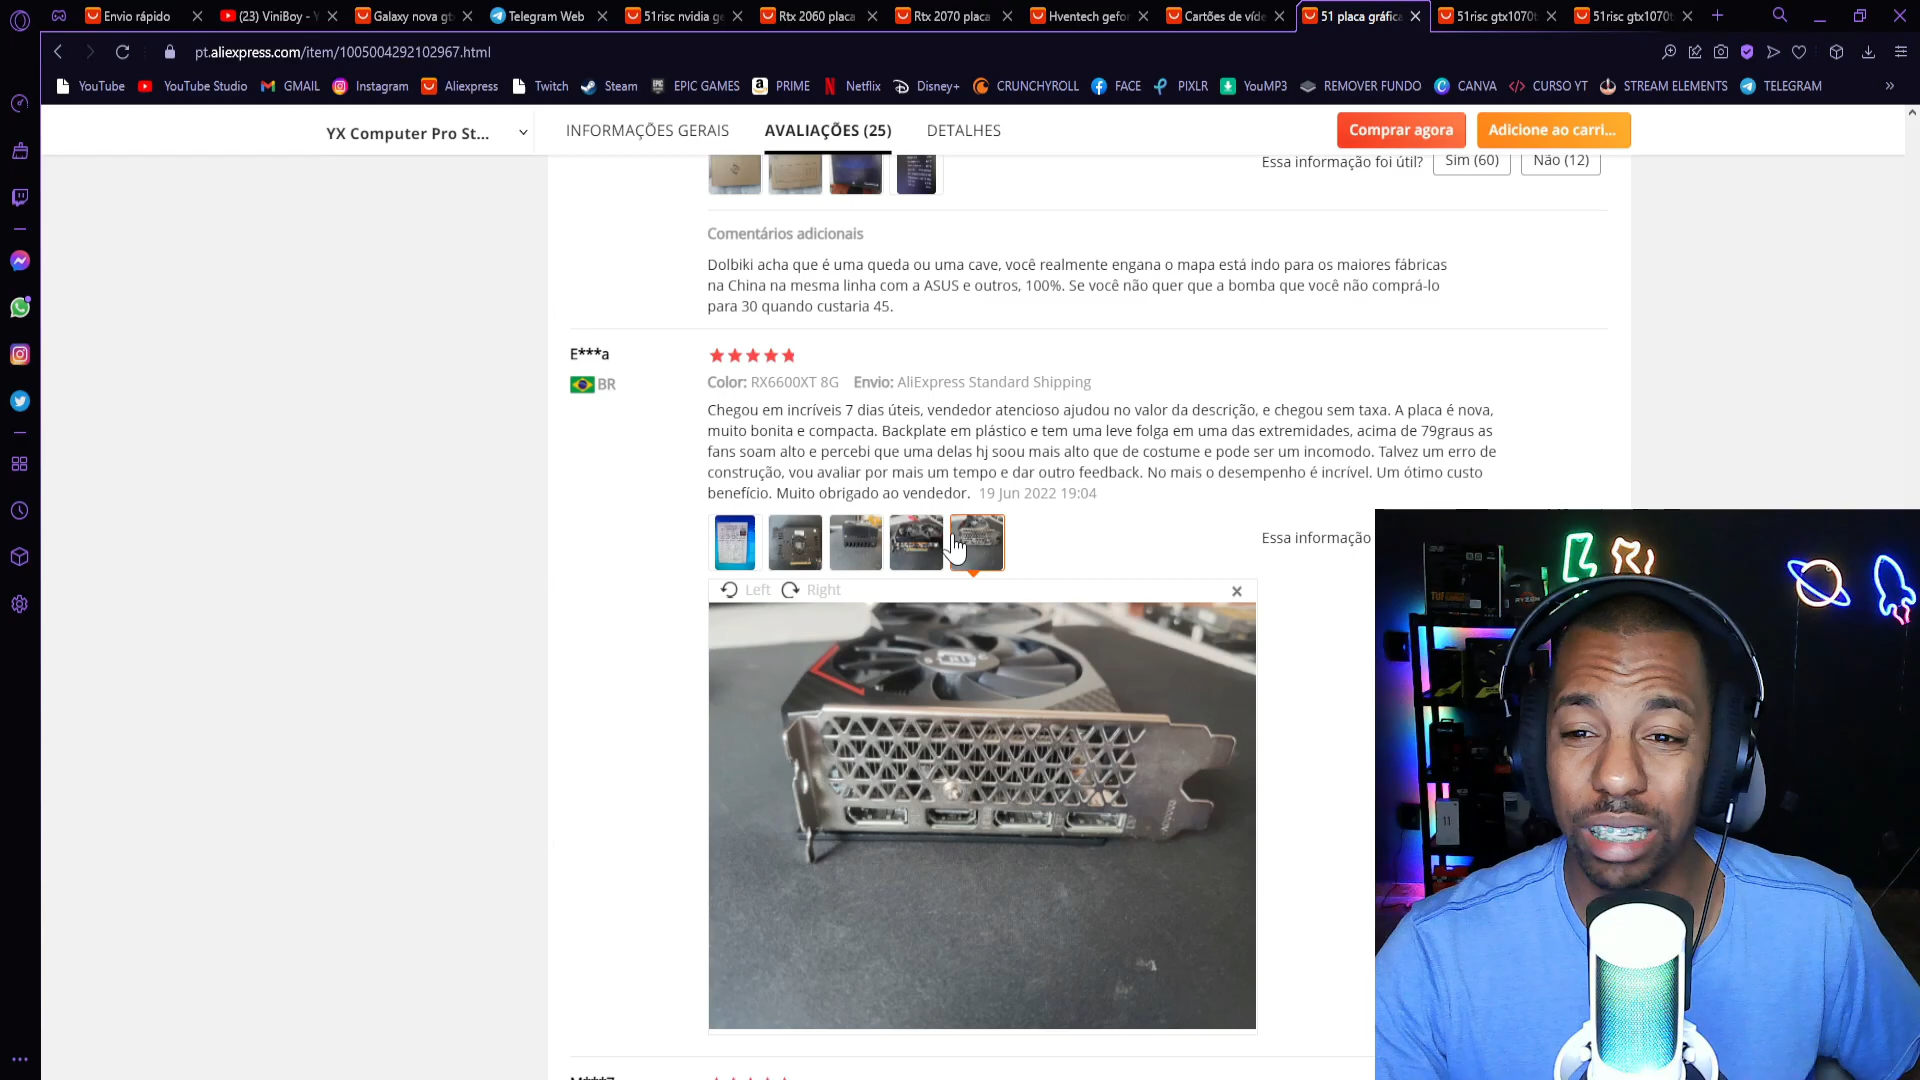 Envio rápido
(23) ViniBoy - Y
Galaxy nova gt
Telegram Web
51risc nvidia ge
Rtx 2060 placa
Rtx 2070 placa
Hventech gefor
Cartões de víde
51 placa gráfica
51risc gtx1070t
51risc gtx1070t
pt.aliexpress.com/item/1005004292102967.html
YouTube
YouTube Studio
GMAIL
Instagram
Aliexpress
Twitch
Steam
EPIC GAMES
PRIME
Netflix
Disney+
CRUNCHYROLL
FACE
PIXLR
YouMP3
REMOVER FUNDO
CANVA
CURSO YT
STREAM ELEMENTS
TELEGRAM
YX Computer Pro St...
INFORMAÇÕES GERAIS
AVALIAÇÕES (25)
DETALHES
Comprar agora
Adicione ao carri...
Essa informação foi útil?
Sim (60)
Não (12)
Comentários adicionais
Dolbiki acha que é uma queda ou uma cave, você realmente engana o mapa está indo para os maiores fábricas
na China na mesma linha com a ASUS e outros, 100%. Se você não quer que a bomba que você não comprá-lo
para 30 quando custaria 45.
E***a
BR
Color: RX6600XT 8G Envio: AliExpress Standard Shipping
Chegou em incríveis 7 dias úteis, vendedor atencioso ajudou no valor da descrição, e chegou sem taxa. A placa é nova,
muito bonita e compacta. Backplate em plástico e tem uma leve folga em uma das extremidades, acima de 79graus as
fans soam alto e percebi que uma delas hj soou mais alto que de costume e pode ser um incomodo. Talvez um erro de
construção, vou avaliar por mais um tempo e dar outro feedback. No mais o desempenho é incrível. Um ótimo custo
benefício. Muito obrigado ao vendedor. 19 Jun 2022 19:04
Essa informação
Left
Right